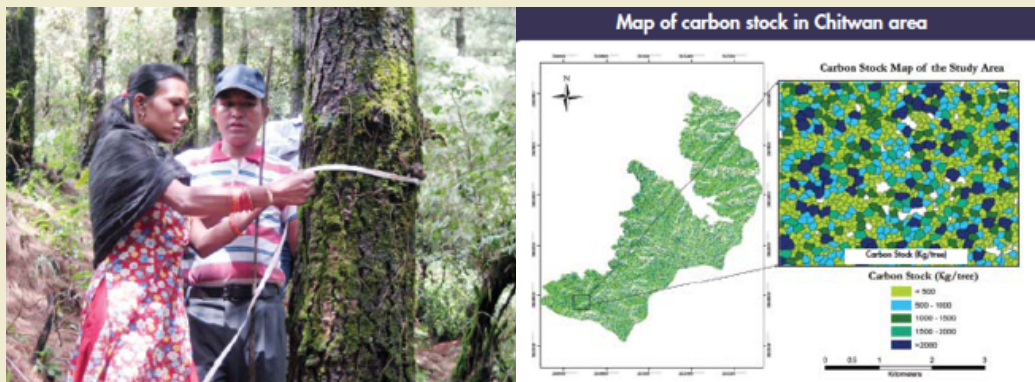 Map of carbon stock in Chitwan area
N
Carbon Stock Map of the Study Area
Carbon Stock (Kg/tree)
Carbon Stock (Kg/tree)
< 500
500 - 1000
1000 - 1500
1500 - 2000
>2000
0 0.5 1 2 3
Kilometers